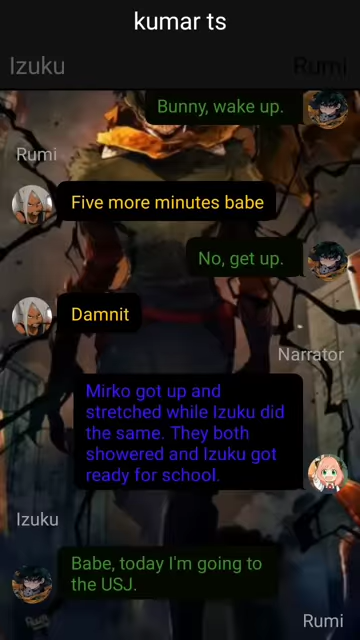 kumar ts
Izuku
Rumi
Bunny, wake up.
Rumi
Five more minutes babe
No, get up.
Damnit
Narrator
Mirko got up and
stretched while Izuku did
the same. They both
showered and Izuku got
ready for school.
Izuku
Babe, today I'm going to
the USJ.
Rumi